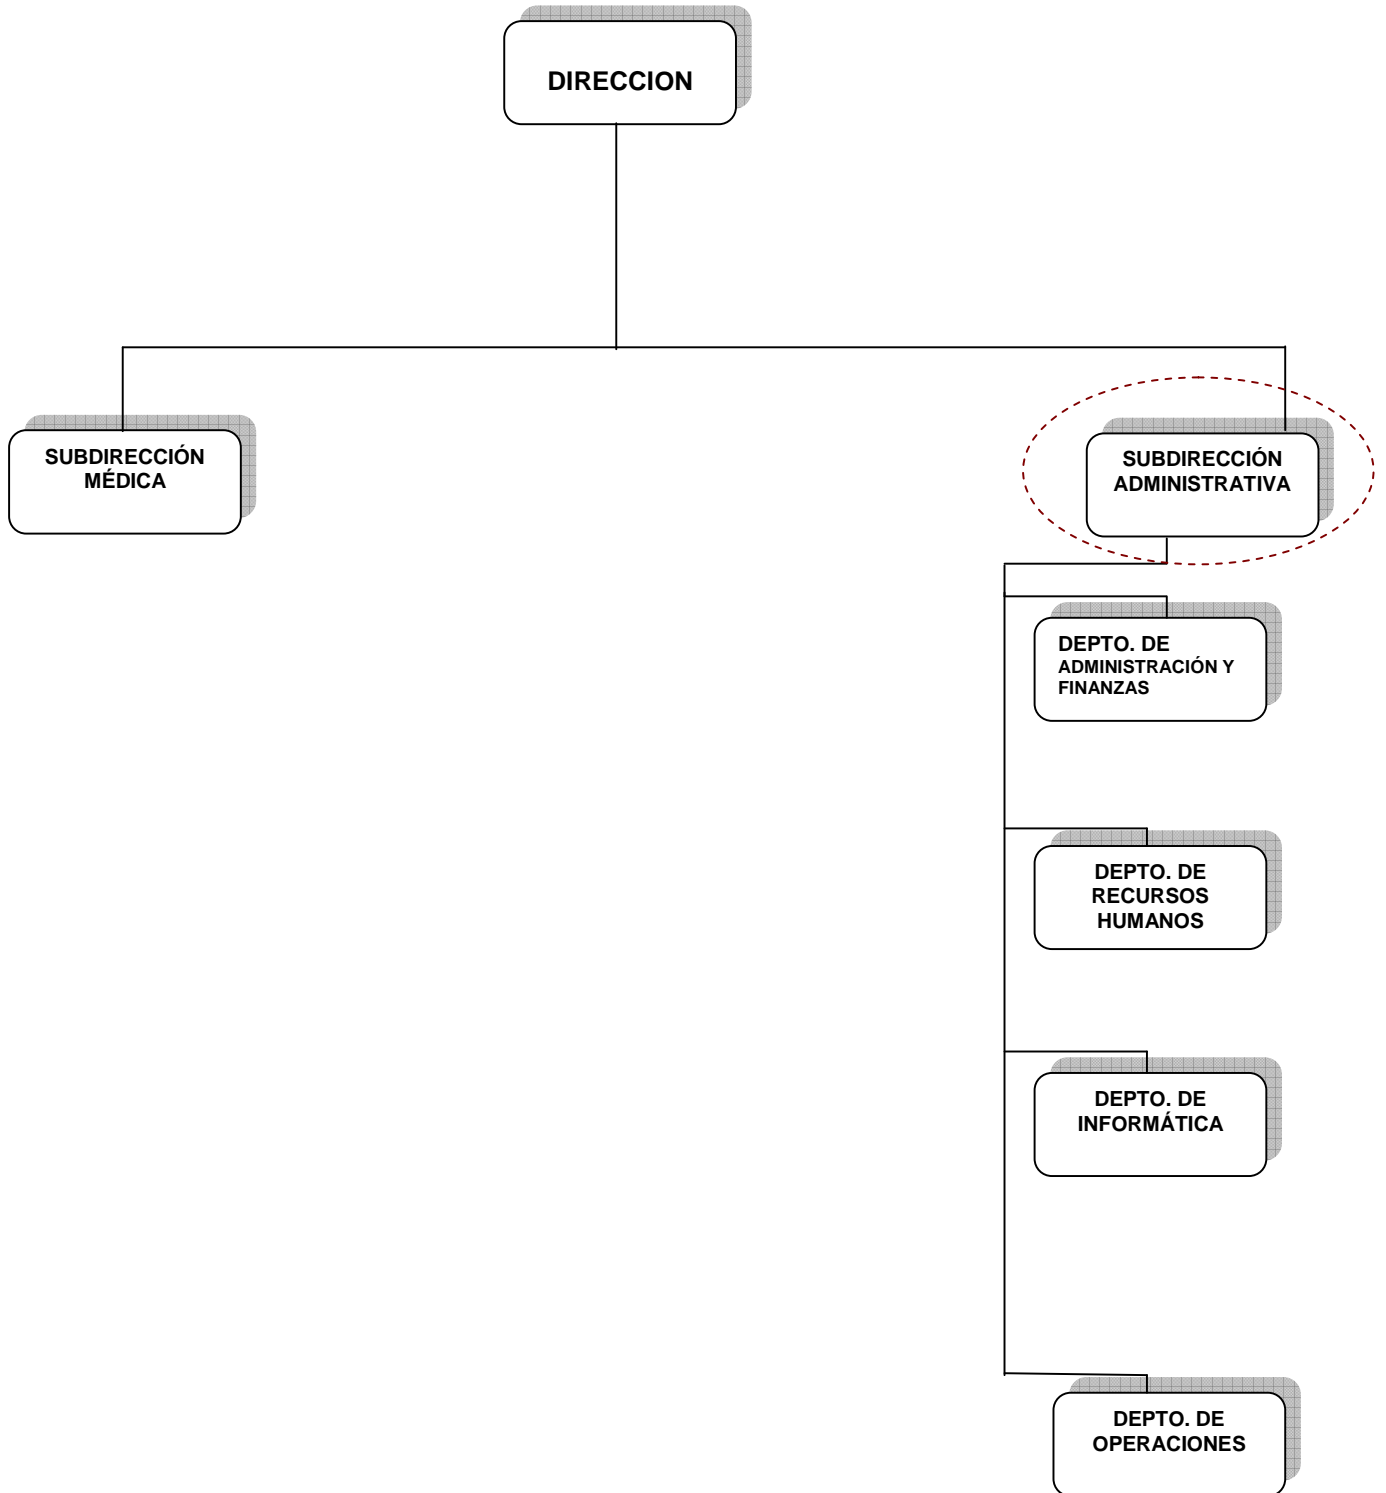 DIRECCION
SUBDIRECCIÓN
MÉDICA
SUBDIRECCIÓN
ADMINISTRATIVA
DEPTO. DE
ADMINISTRACIÓN Y
FINANZAS
DEPTO. DE
RECURSOS
HUMANOS
DEPTO. DE
INFORMÁTICA
DEPTO. DE
OPERACIONES